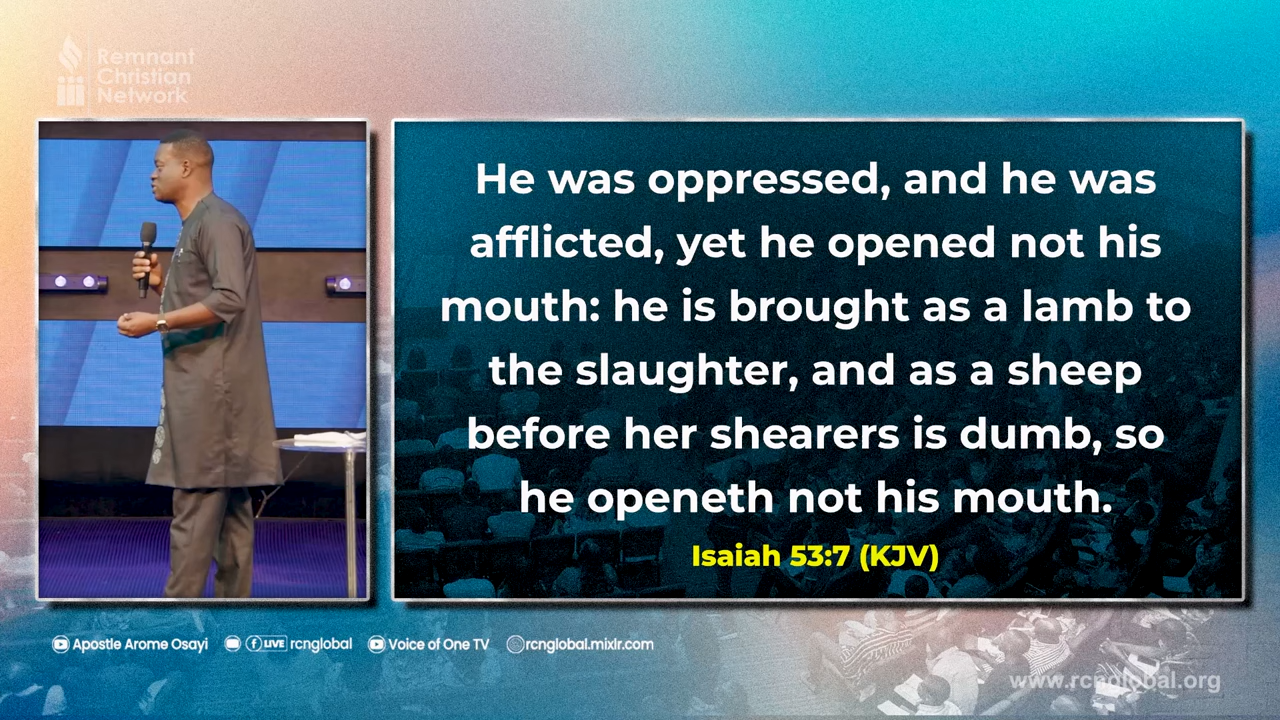 Remnant
Christian
Network
He was oppressed, and he was
afflicted, yet he opened not his
mouth: he is brought as a lamb to
the slaughter, and as a sheep
before her shearers is dumb, so
he openeth not his mouth.
Isaiah 53:7 (KJV)
Apostle Arome Osayi f LIVE rcnglobal Voice of One TV rcnglobal.mixlr.com
www.rcnglobal.org